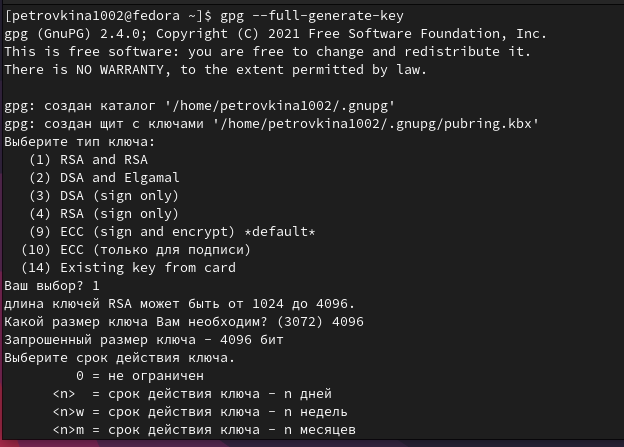 [petrovkina1002@fedora ~]$ gpg --full-generate-key
gpg (GnuPG) 2.4.0; Copyright (C) 2021 Free Software Foundation, Inc.
This is free software: you are free to change and redistribute it.
There is NO WARRANTY, to the extent permitted by law.

gpg: создан каталог '/home/petrovkina1002/.gnupg'
gpg: создан щит с ключами '/home/petrovkina1002/.gnupg/pubring.kbx'
Выберите тип ключа:
   (1) RSA and RSA
   (2) DSA and Elgamal
   (3) DSA (sign only)
   (4) RSA (sign only)
   (9) ECC (sign and encrypt) *default*
  (10) ECC (только для подписи)
  (14) Existing key from card
Ваш выбор? 1
длина ключей RSA может быть от 1024 до 4096.
Какой размер ключа Вам необходим? (3072) 4096
Запрошенный размер ключа - 4096 бит
Выберите срок действия ключа.
         0 = не ограничен
      <n>  = срок действия ключа - n дней
      <n>w = срок действия ключа - n недель
      <n>m = срок действия ключа - n месяцев